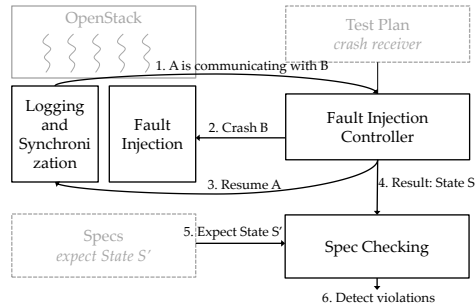 OpenStack
Test Plan
crash receiver
1. A is communicating with B
Logging
and
Synchroni
zation
Fault
Injection
2. Crash B
Fault Injection
Controller
3. Resume A
4. Result: State S
Specs
expect State S'
5. Expect State S'
Spec Checking
6. Detect violations